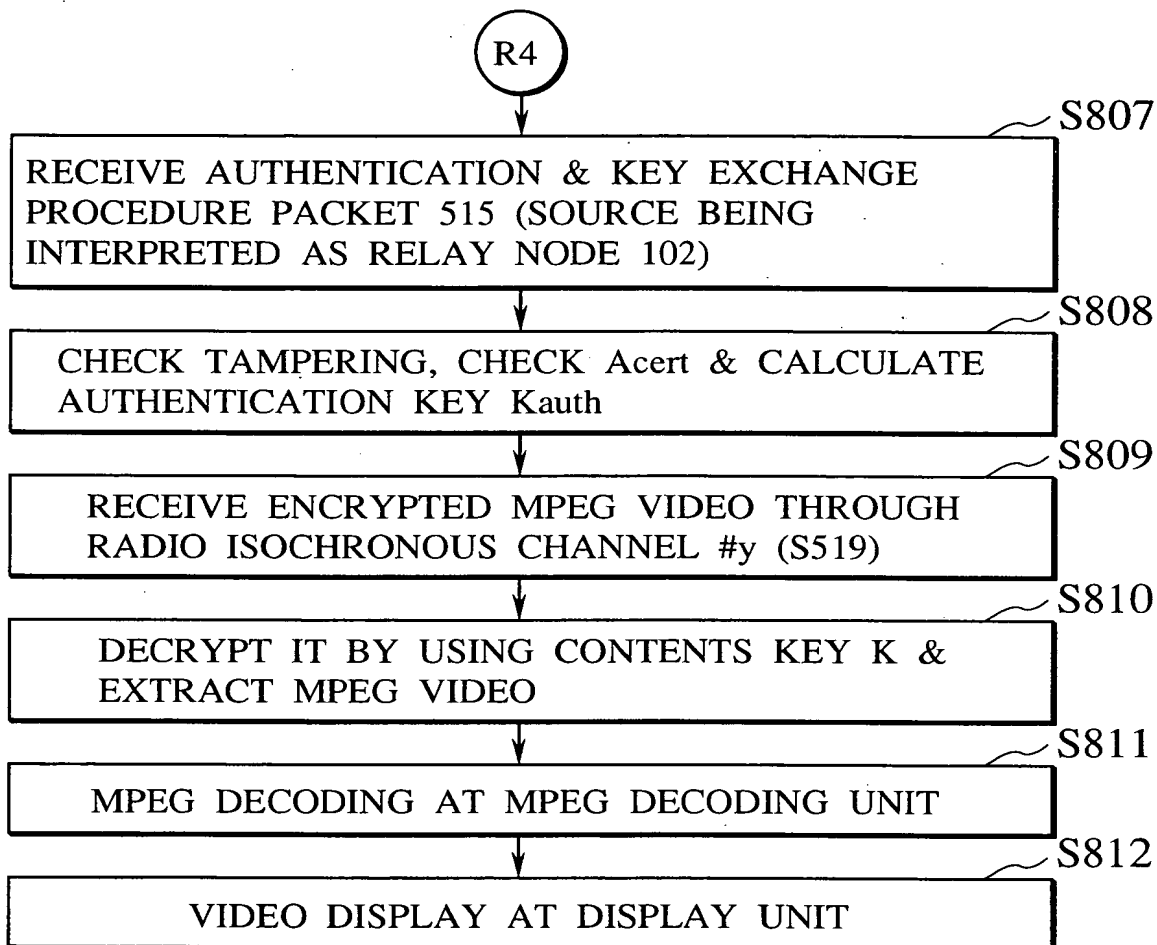 R4
S807
RECEIVE AUTHENTICATION & KEY EXCHANGE
PROCEDURE PACKET 515 (SOURCE BEING
INTERPRETED AS RELAY NODE 102)
S808
CHECK TAMPERING, CHECK Acert & CALCULATE
AUTHENTICATION KEY Kauth
S809
RECEIVE ENCRYPTED MPEG VIDEO THROUGH
RADIO ISOCHRONOUS CHANNEL #y (S519)
S810
DECRYPT IT BY USING CONTENTS KEY K &
EXTRACT MPEG VIDEO
S811
MPEG DECODING AT MPEG DECODING UNIT
S812
VIDEO DISPLAY AT DISPLAY UNIT